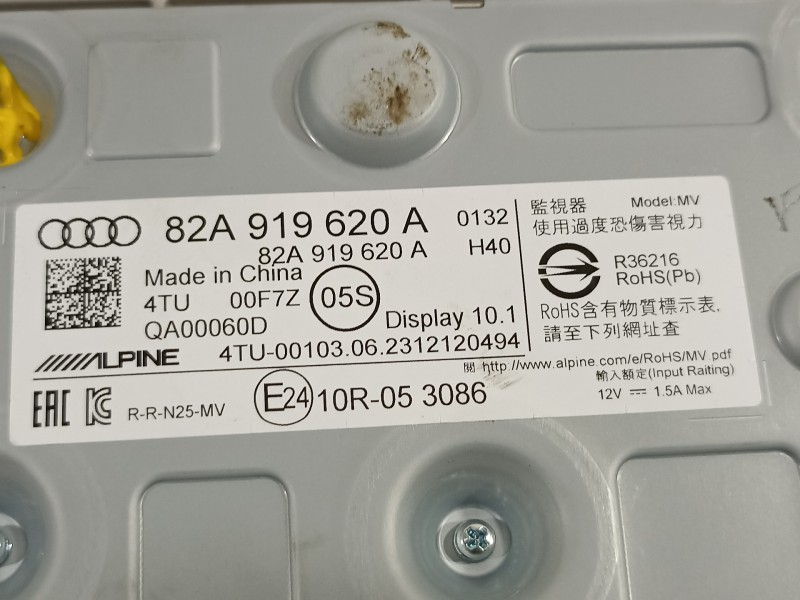 82A 919 620 A 0132
82A 919 620 A H40
Made in China
4TU 00F7Z 05S
QA00060D Display 10.1
ALPINE 4TU-00103.06.2312120494
EAC R-R-N25-MV E24 10R-05 3086
監視器 Model:MV
使用過度恐傷害視力
R36216
RoHS(Pb)
RoHS含有物質標示表,
請至下列網址查
閱 http://www.alpine.com/e/RoHS/MV.pdf
輸入額定(Input Raiting)
12V ⎓ 1.5A Max